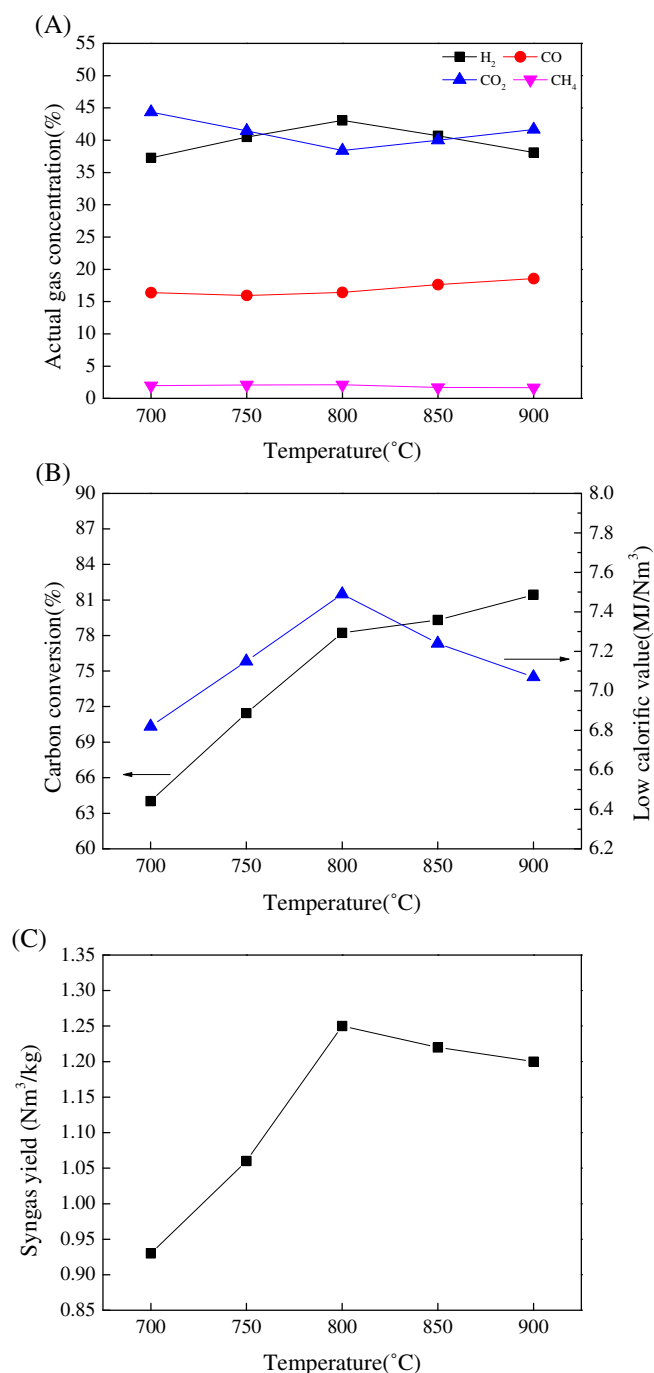 (A)
55
50
45
40
35
30
25
20
15
10
5
0
H₂ CO
CO₂ CH₄
Actual gas concentration(%)
700 750 800 850 900
Temperature(˚C)
(B)
90
87
84
81
78
75
72
69
66
63
60
Carbon conversion(%)
8.0
7.8
7.6
7.4
7.2
7.0
6.8
6.6
6.4
6.2
Low calorific value(MJ/Nm³)
700 750 800 850 900
Temperature(˚C)
(C)
1.35
1.30
1.25
1.20
1.15
1.10
1.05
1.00
0.95
0.90
0.85
Syngas yield (Nm³/kg)
700 750 800 850 900
Temperature(˚C)